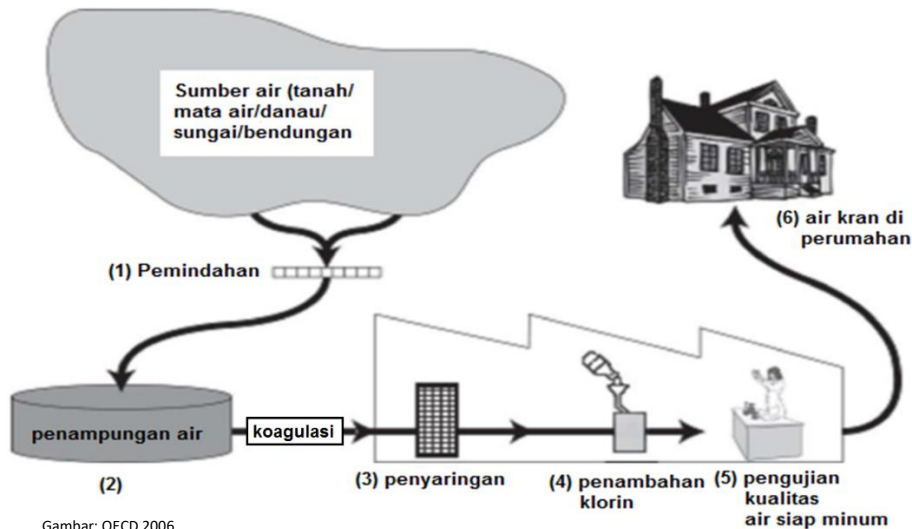 Sumber air (tanah/
mata air/danau/
sungai/bendungan
(1) Pemindahan
(6) air kran di
perumahan
penampungan air
koagulasi
(2)
(3) penyaringan
(4) penambahan
klorin
(5) pengujian
kualitas
air siap minum
Gambar: OECD 2006